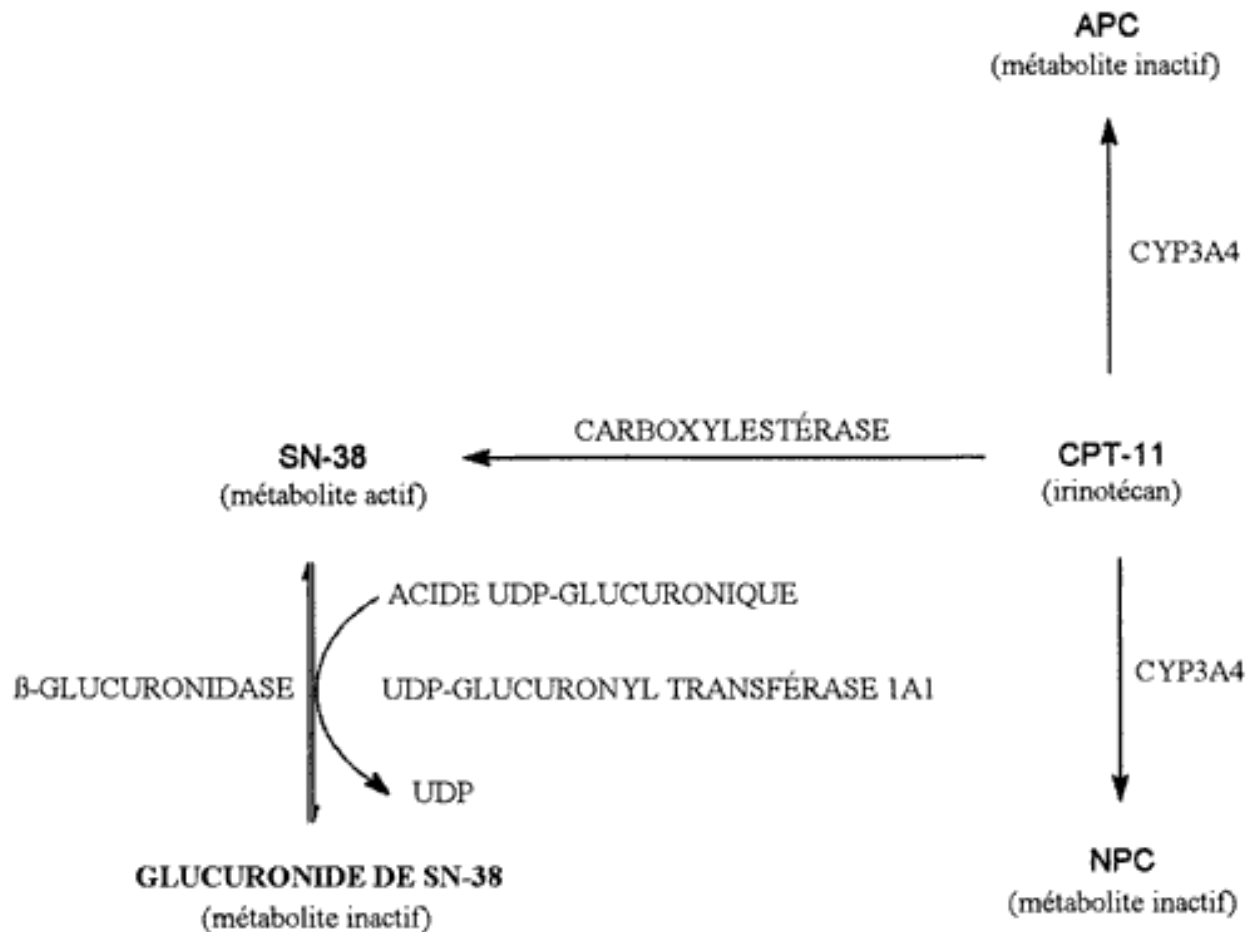 APC
(métabolite inactif)
CYP3A4
CARBOXYLESTÉRASE
SN-38
(métabolite actif)
CPT-11
(irinotécan)
ACIDE UDP-GLUCURONIQUE
ß-GLUCURONIDASE
UDP-GLUCURONYL TRANSFÉRASE 1A1
CYP3A4
UDP
GLUCURONIDE DE SN-38
(métabolite inactif)
NPC
(métabolite inactif)